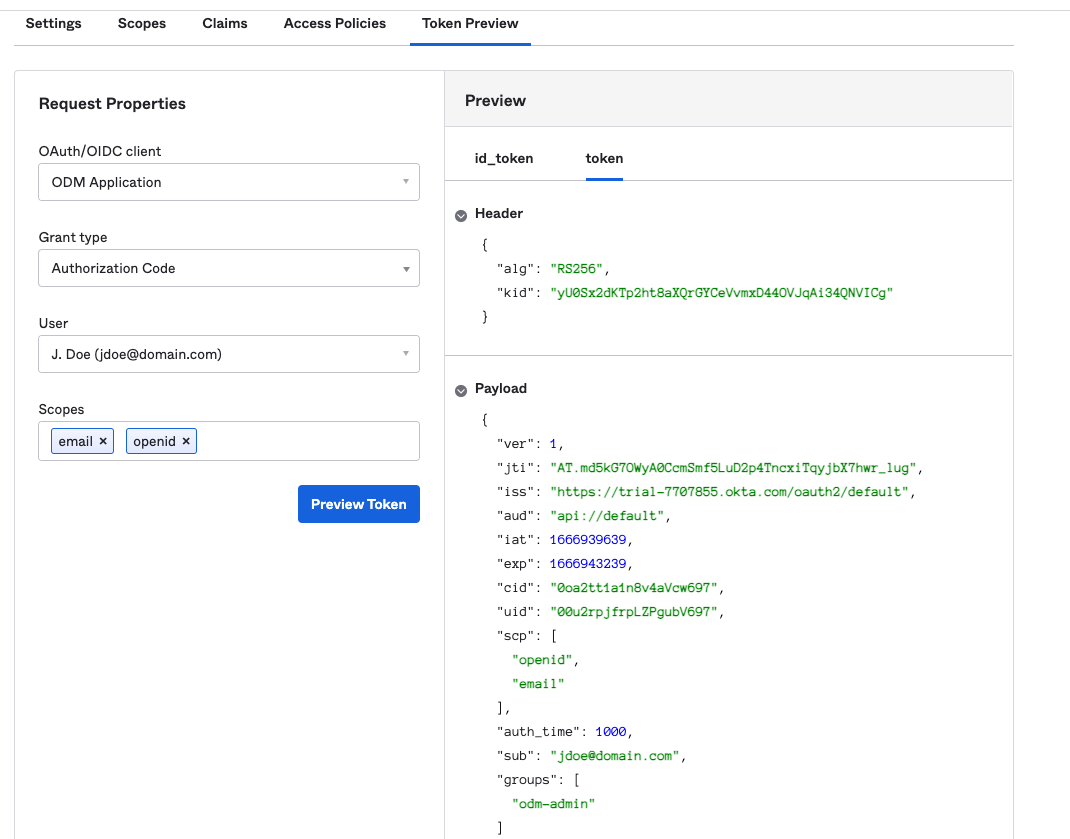 Settings Scopes Claims Access Policies Token Preview
Request Properties
OAuth/OIDC client
ODM Application
Grant type
Authorization Code
User
J. Doe (jdoe@domain.com)
Scopes
email × openid ×
Preview Token
Preview
id_token token
Header
{
"alg": "RS256",
"kid": "yU0Sx2dKTp2ht8aXQrGYCeVvmxD44OVJqAi34QNVICg"
}
Payload
{
"ver": 1,
"jti": "AT.md5kG7OWyA0CcmSmf5LuD2p4TncxiTqyjbX7hwr_lug",
"iss": "https://trial-7707855.okta.com/oauth2/default",
"aud": "api://default",
"iat": 1666939639,
"exp": 1666943239,
"cid": "0oa2tt1a1n8v4aVcw697",
"uid": "00u2rpjfrpLZPgubV697",
"scp": [
"openid",
"email"
],
"auth_time": 1000,
"sub": "jdoe@domain.com",
"groups": [
"odm-admin"
]